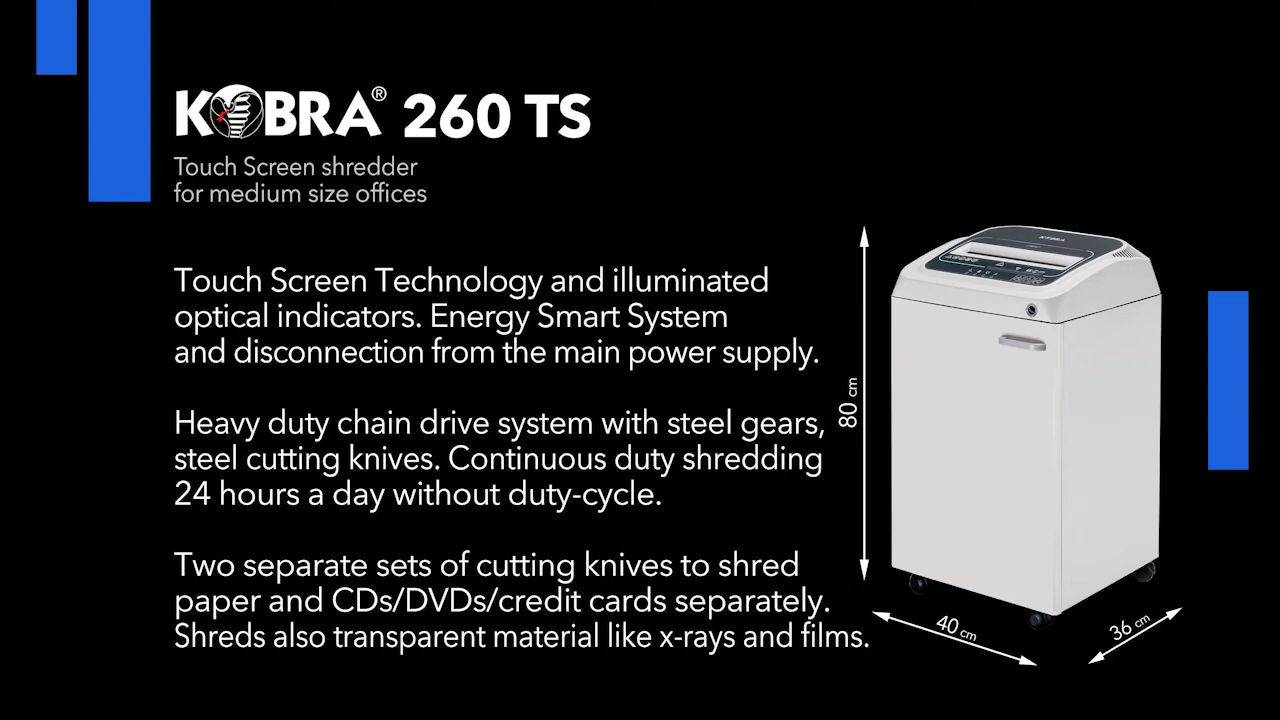 KOBRA® 260 TS
Touch Screen shredder
for medium size offices
Touch Screen Technology and illuminated
optical indicators. Energy Smart System
and disconnection from the main power supply.
Heavy duty chain drive system with steel gears,
steel cutting knives. Continuous duty shredding
24 hours a day without duty-cycle.
Two separate sets of cutting knives to shred
paper and CDs/DVDs/credit cards separately.
Shreds also transparent material like x-rays and films.
KOBRA
80 cm
40 cm
36 cm